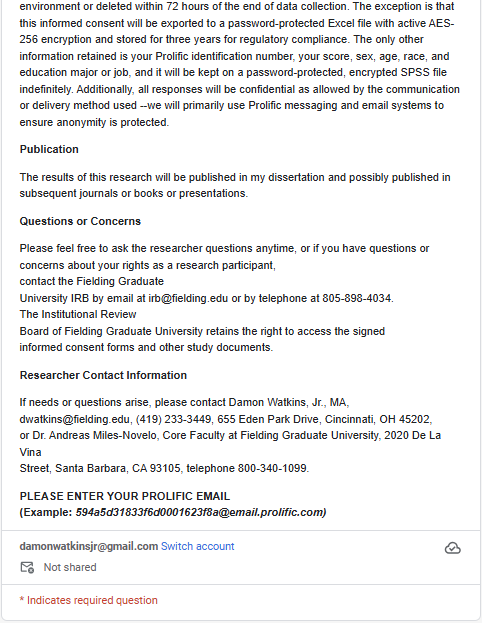 environment or deleted within 72 hours of the end of data collection. The exception is that
this informed consent will be exported to a password-protected Excel file with active AES-
256 encryption and stored for three years for regulatory compliance. The only other
information retained is your Prolific identification number, your score, sex, age, race, and
education major or job, and it will be kept on a password-protected, encrypted SPSS file
indefinitely. Additionally, all responses will be confidential as allowed by the communication
or delivery method used --we will primarily use Prolific messaging and email systems to
ensure anonymity is protected.
Publication
The results of this research will be published in my dissertation and possibly published in
subsequent journals or books or presentations.
Questions or Concerns
Please feel free to ask the researcher questions anytime, or if you have questions or
concerns about your rights as a research participant,
contact the Fielding Graduate
University IRB by email at irb@fielding.edu or by telephone at 805-898-4034.
The Institutional Review
Board of Fielding Graduate University retains the right to access the signed
informed consent forms and other study documents.
Researcher Contact Information
If needs or questions arise, please contact Damon Watkins, Jr., MA,
dwatkins@fielding.edu, (419) 233-3449, 655 Eden Park Drive, Cincinnati, OH 45202,
or Dr. Andreas Miles-Novelo, Core Faculty at Fielding Graduate University, 2020 De La
Vina
Street, Santa Barbara, CA 93105, telephone 800-340-1099.
PLEASE ENTER YOUR PROLIFIC EMAIL
(Example: 594a5d31833f6d0001623f8a@email.prolific.com)
damonwatkinsjr@gmail.com Switch account
Not shared
* Indicates required question